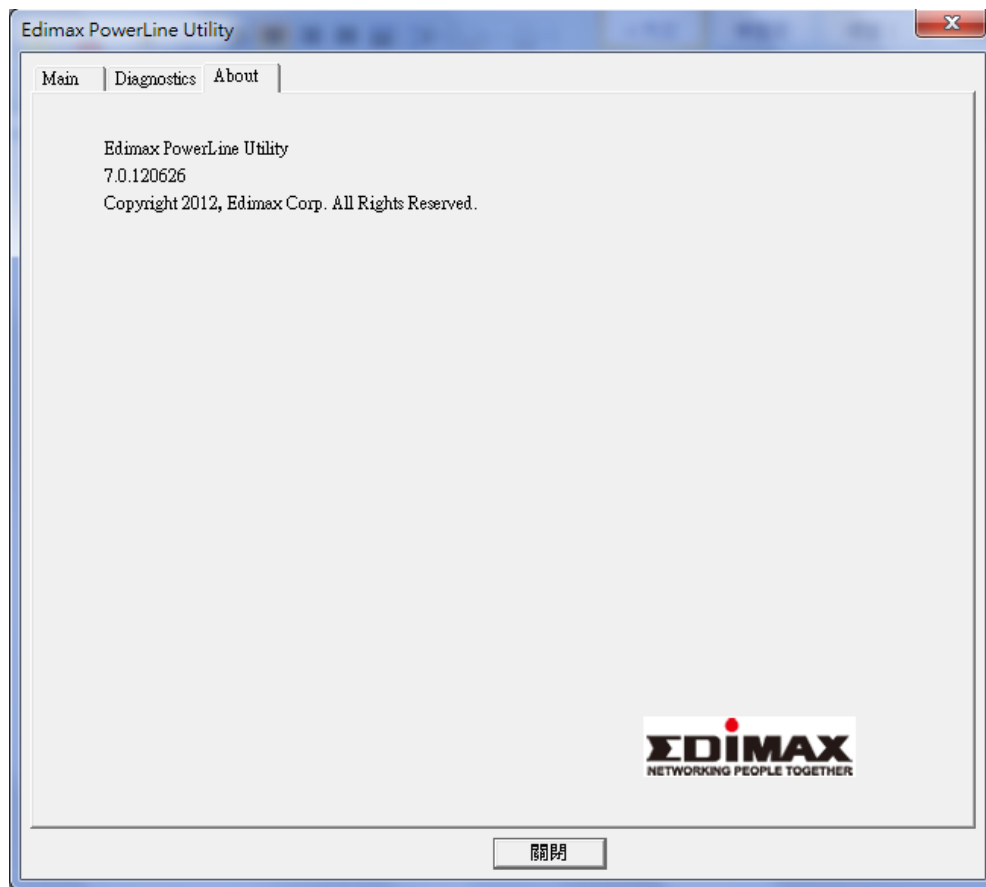 Edimax PowerLine Utility
Main Diagnostics About
Edimax PowerLine Utility
7.0.120626
Copyright 2012, Edimax Corp. All Rights Reserved.
EDIMAX
NETWORKING PEOPLE TOGETHER
關閉